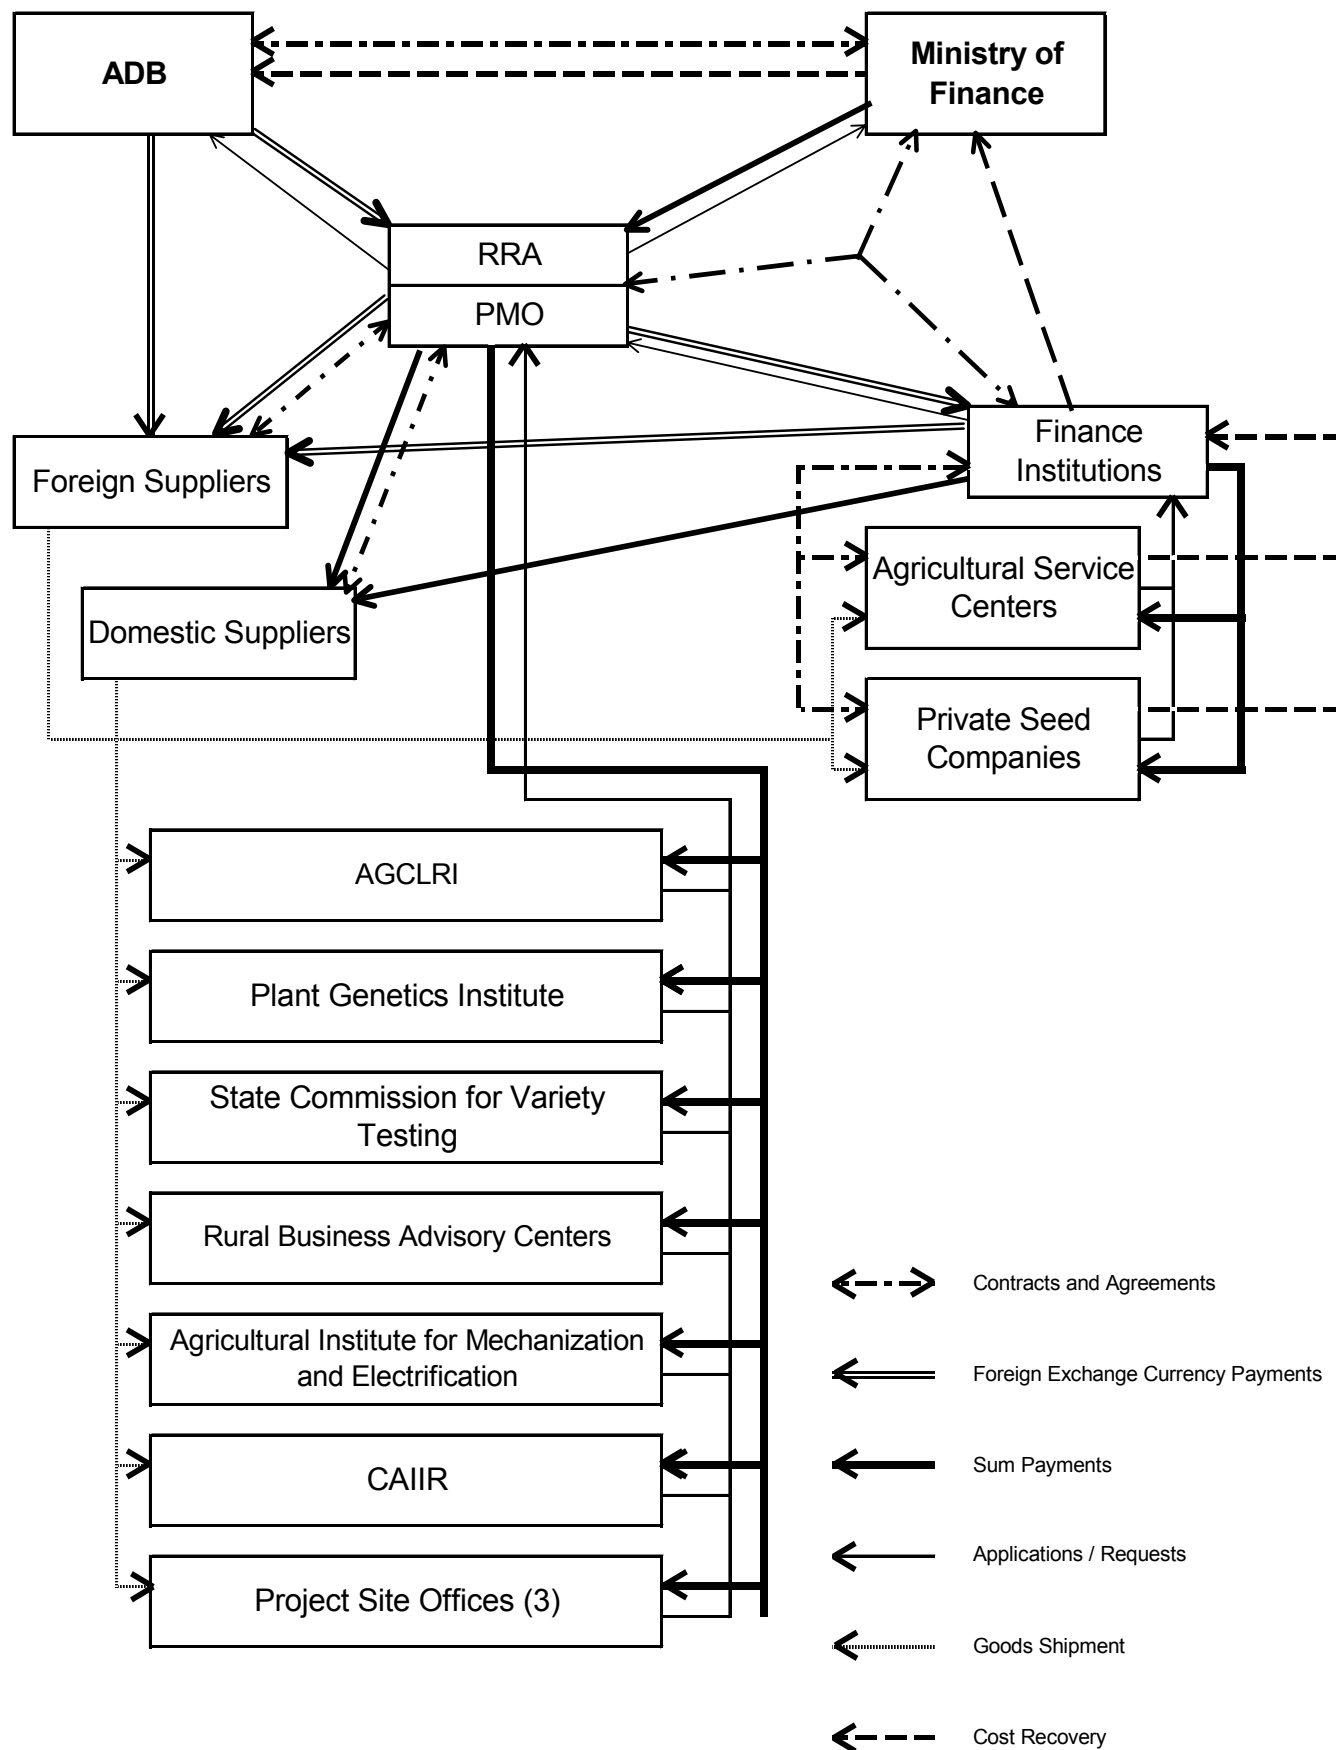 ADB
Ministry of
Finance
RRA
PMO
Finance
Institutions
Foreign Suppliers
Agricultural Service
Centers
Domestic Suppliers
Private Seed
Companies
AGCLRI
Plant Genetics Institute
State Commission for Variety
Testing
Rural Business Advisory Centers
Agricultural Institute for Mechanization
and Electrification
CAIIR
Project Site Offices (3)
Contracts and Agreements
Foreign Exchange Currency Payments
Sum Payments
Applications / Requests
Goods Shipment
Cost Recovery